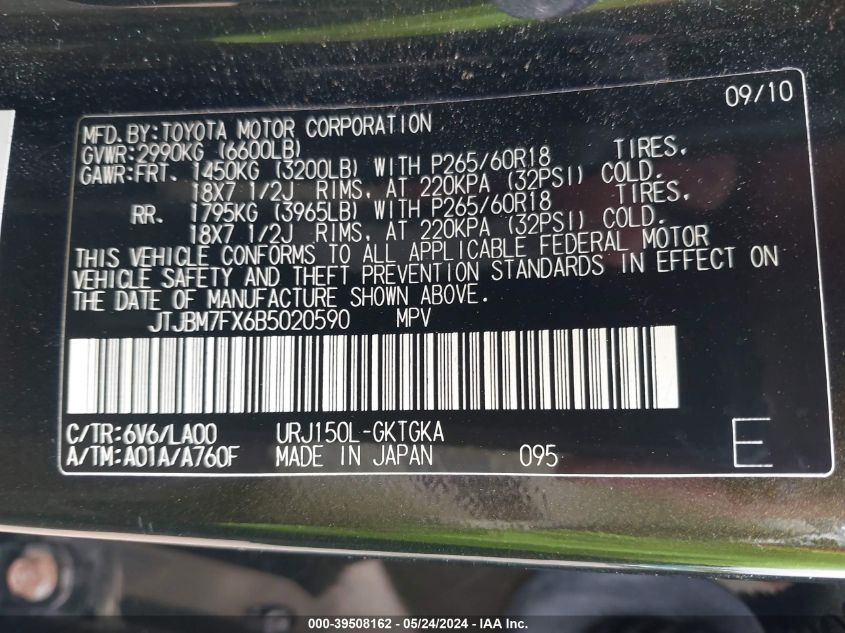 09/10
MFD.BY:TOYOTA MOTOR CORPORATION
GVWR:2990KG (6600LB)
GAWR:FRT. 1450KG (3200LB) WITH P265/60R18 TIRES,
18X7 1/2J RIMS, AT 220KPA (32PSI) COLD.
RR. 1795KG (3965LB) WITH P265/60R18 TIRES,
18X7 1/2J RIMS, AT 220KPA (32PSI) COLD.
THIS VEHICLE CONFORMS TO ALL APPLICABLE FEDERAL MOTOR
VEHICLE SAFETY AND THEFT PREVENTION STANDARDS IN EFFECT ON
THE DATE OF MANUFACTURE SHOWN ABOVE.
JTJBM7FX6B5020590 MPV
C/TR:6V6/LA00 URJ150L-GKTGKA
A/TM:A01A/A760F MADE IN JAPAN 095 E
000-39508162 - 05/24/2024 - IAA Inc.